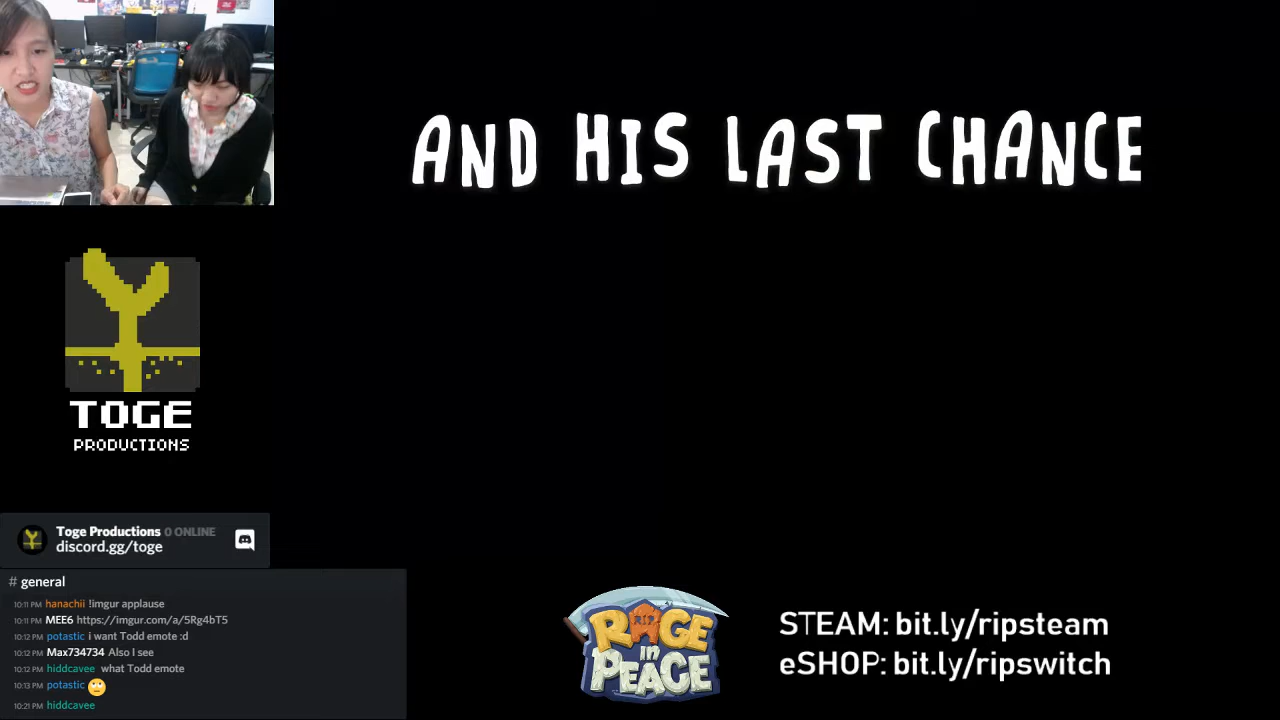 AND HIS LAST CHANCE
TOGE
PRODUCTIONS
Toge Productions 0 ONLINE
discord.gg/toge
# general
10:11 PM hanachii !imgur applause
10:11 PM MEE6 https://imgur.com/a/5Rg4bT5
10:12 PM potastic i want Todd emote :d
10:12 PM Max734734 Also I see
10:12 PM hiddcavee what Todd emote
10:13 PM potastic 🙄
10:21 PM hiddcavee
RIP
RAGE
in
PEACE
STEAM: bit.ly/ripsteam
eSHOP: bit.ly/ripswitch